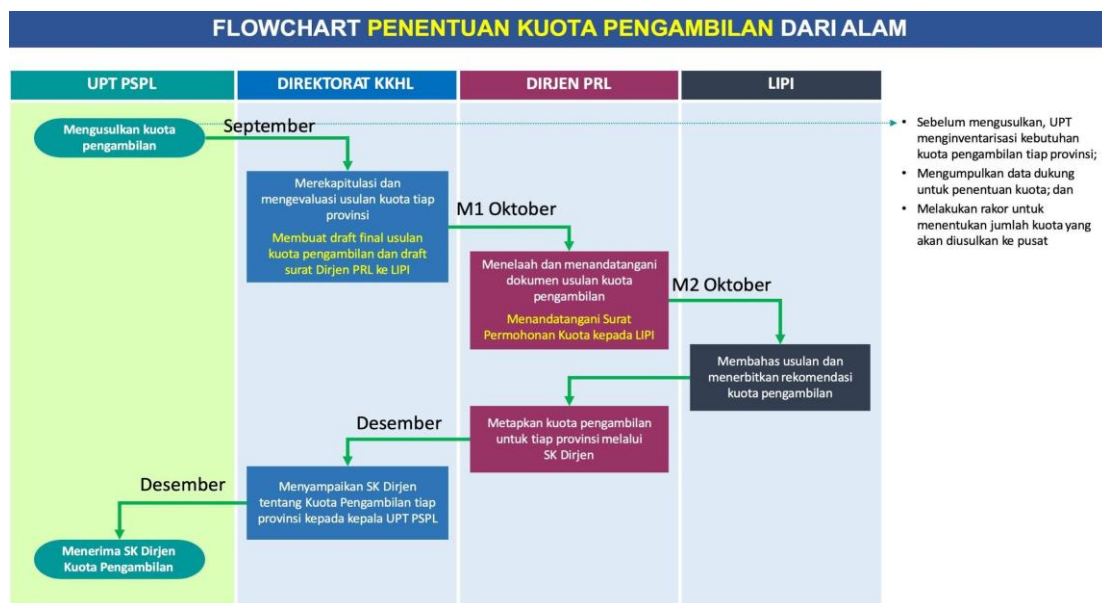 FLOWCHART PENENTUAN KUOTA PENGAMBILAN DARI ALAM
UPT PSPL
DIREKTORAT KKHL
DIRJEN PRL
LIPI
Mengusulkan kuota
pengambilan
September
Merekapitulasi dan
mengevaluasi usulan kuota tiap
provinsi
Membuat draft final usulan
kuota pengambilan dan draft
surat Dirjen PRL ke LIPI
M1 Oktober
Menelaah dan menandatangani
dokumen usulan kuota
pengambilan
Menandatangani Surat
Permohonan Kuota kepada LIPI
M2 Oktober
Membahas usulan dan
menerbitkan rekomendasi
kuota pengambilan
Metapkan kuota pengambilan
untuk tiap provinsi melalui
SK Dirjen
Desember
Menyampaikan SK Dirjen
tentang Kuota Pengambilan tiap
provinsi kepada kepala UPT PSPL
Desember
Menerima SK Dirjen
Kuota Pengambilan
• Sebelum mengusulkan, UPT
menginventarisasi kebutuhan
kuota pengambilan tiap provinsi;
• Mengumpulkan data dukung
untuk penentuan kuota; dan
• Melakukan rakor untuk
menentukan jumlah kuota yang
akan diusulkan ke pusat